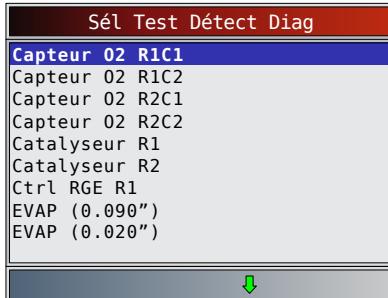 Sél Test Détect Diag
Capteur O2 R1C1
Capteur O2 R1C2
Capteur O2 R2C1
Capteur O2 R2C2
Catalyseur R1
Catalyseur R2
Ctrl RGE R1
EVAP (0.090”)
EVAP (0.020”)